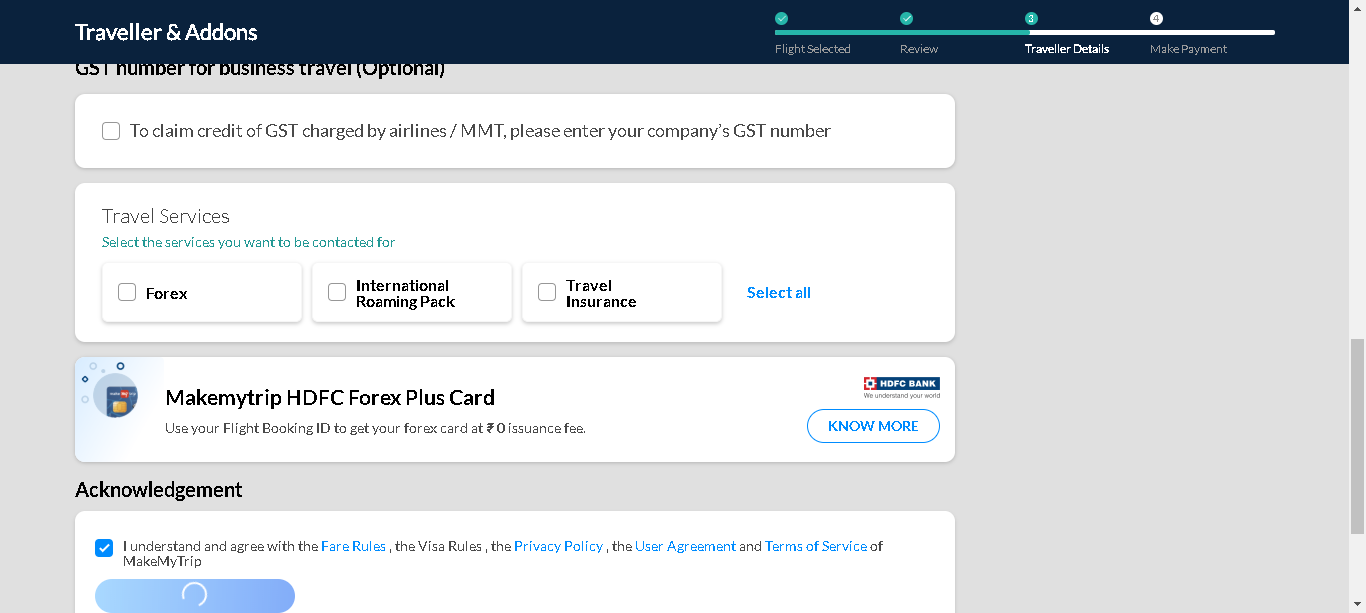 Traveller & Addons
3
4
Flight Selected
Review
Traveller Details
Make Payment
GST number for business travel (Optional)
To claim credit of GST charged by airlines / MMT, please enter your company’s GST number
Travel Services
Select the services you want to be contacted for
Forex
International
Roaming Pack
Travel
Insurance
Select all
HDFC BANK
We understand your world
Makemytrip HDFC Forex Plus Card
Use your Flight Booking ID to get your forex card at ₹ 0 issuance fee.
KNOW MORE
Acknowledgement
I understand and agree with the Fare Rules , the Visa Rules , the Privacy Policy , the User Agreement and Terms of Service of
MakeMyTrip